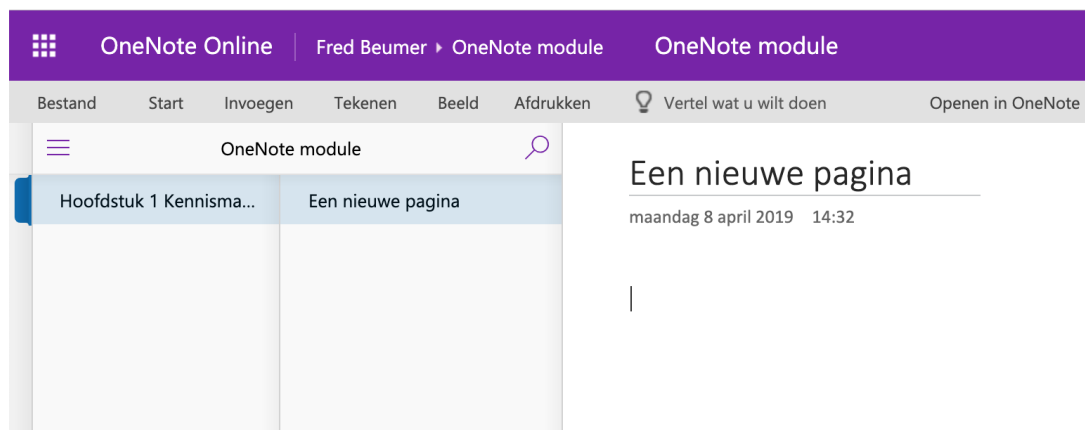 OneNote Online Fred Beumer ▸ OneNote module OneNote module
Bestand Start Invoegen Tekenen Beeld Afdrukken Vertel wat u wilt doen Openen in OneNote
OneNote module
Hoofdstuk 1 Kennisma... Een nieuwe pagina
Een nieuwe pagina
maandag 8 april 2019 14:32